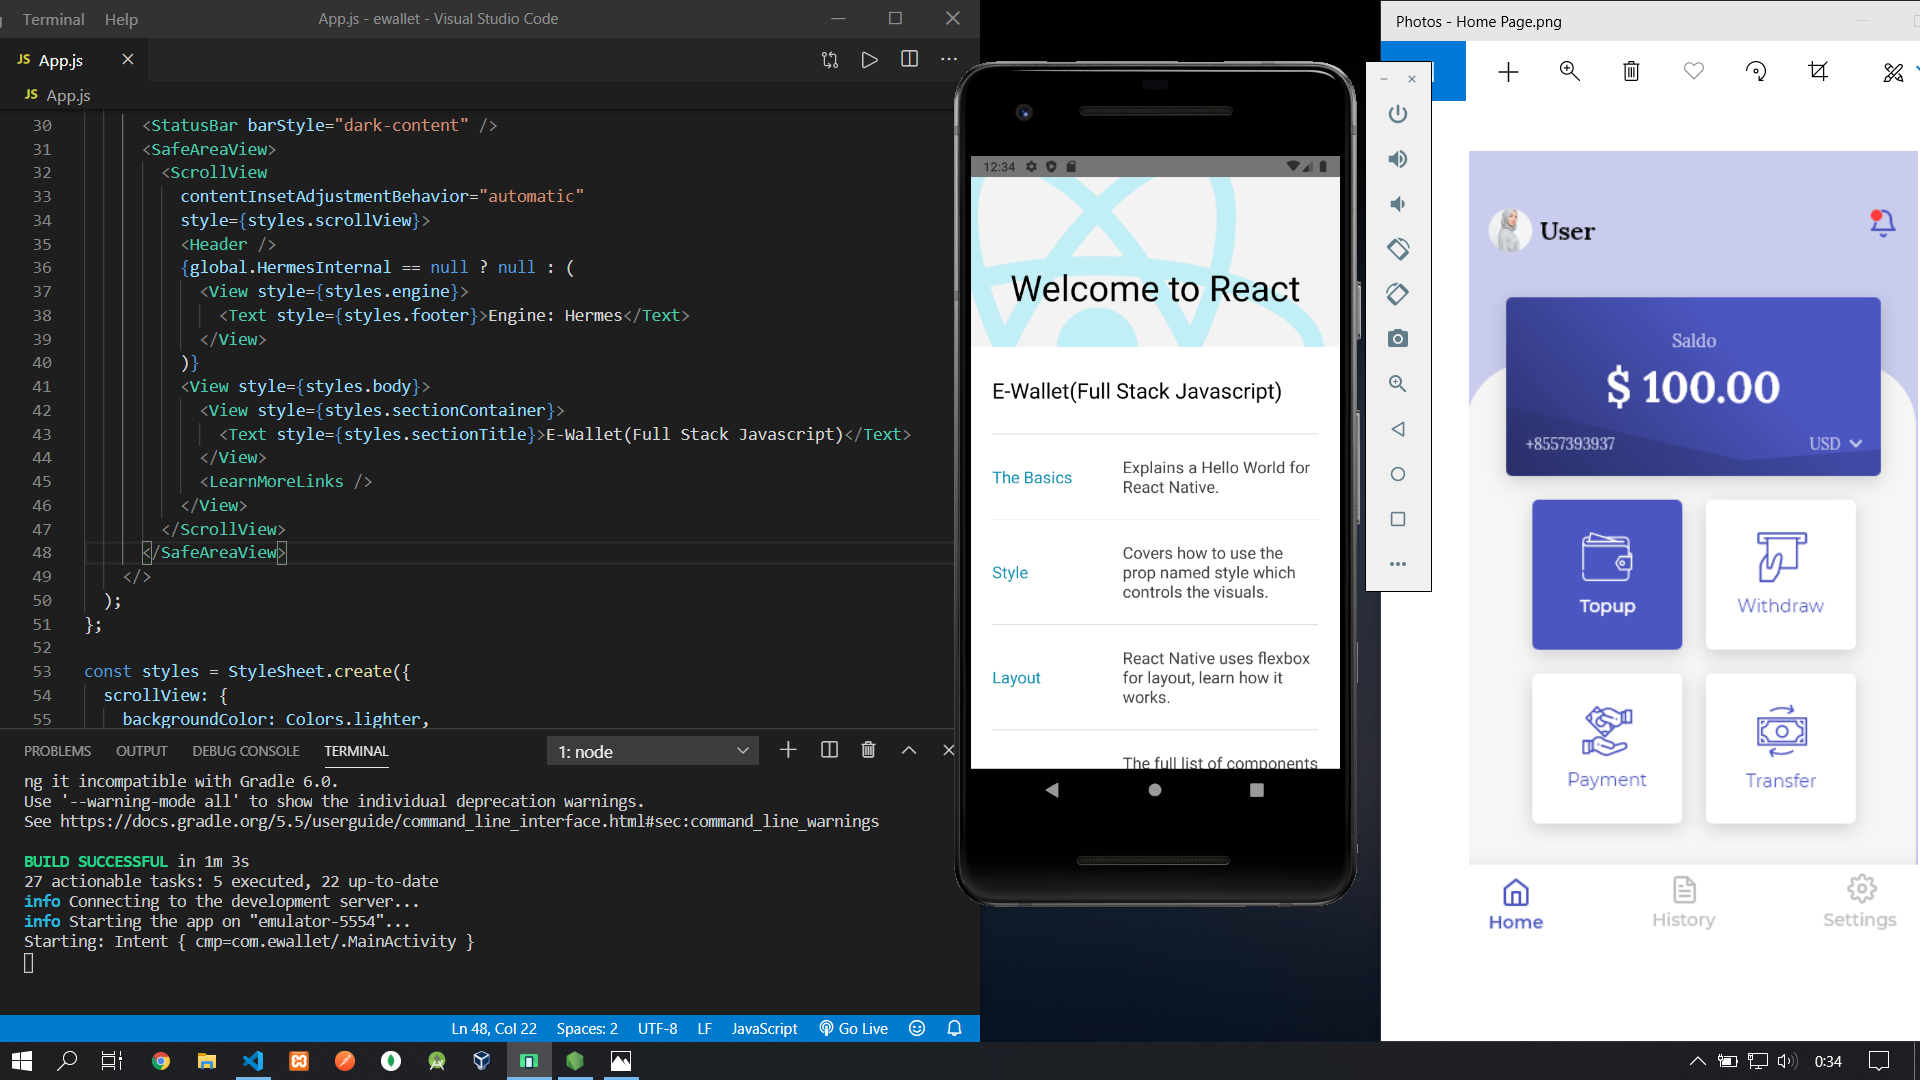 Terminal Help
App.js - ewallet - Visual Studio Code
JS App.js
JS App.js
30 <StatusBar barStyle="dark-content" />
31 <SafeAreaView>
32 <ScrollView
33 contentInsetAdjustmentBehavior="automatic"
34 style={styles.scrollView}>
35 <Header />
36 {global.HermesInternal == null ? null : (
37 <View style={styles.engine}>
38 <Text style={styles.footer}>Engine: Hermes</Text>
39 </View>
40 )}
41 <View style={styles.body}>
42 <View style={styles.sectionContainer}>
43 <Text style={styles.sectionTitle}>E-Wallet(Full Stack Javascript)</Text>
44 </View>
45 <LearnMoreLinks />
46 </View>
47 </ScrollView>
48 </SafeAreaView>
49 </>
50 );
51 };
52
53 const styles = StyleSheet.create({
54 scrollView: {
55 backgroundColor: Colors.lighter,
PROBLEMS OUTPUT DEBUG CONSOLE TERMINAL
1: node
ng it incompatible with Gradle 6.0.
Use '--warning-mode all' to show the individual deprecation warnings.
See https://docs.gradle.org/5.5/userguide/command_line_interface.html#sec:command_line_warnings
BUILD SUCCESSFUL in 1m 3s
27 actionable tasks: 5 executed, 22 up-to-date
info Connecting to the development server...
info Starting the app on "emulator-5554"...
Starting: Intent { cmp=com.ewallet/.MainActivity }
Ln 48, Col 22 Spaces: 2 UTF-8 LF JavaScript Go Live
12:34
Welcome to React
E-Wallet(Full Stack Javascript)
The Basics
Explains a Hello World for
React Native.
Style
Covers how to use the
prop named style which
controls the visuals.
Layout
React Native uses flexbox
for layout, learn how it
works.
The full list of components
Photos - Home Page.png
User
Saldo
$ 100.00
+8557393937
USD
Topup
Withdraw
Payment
Transfer
Home
History
Settings
0:34